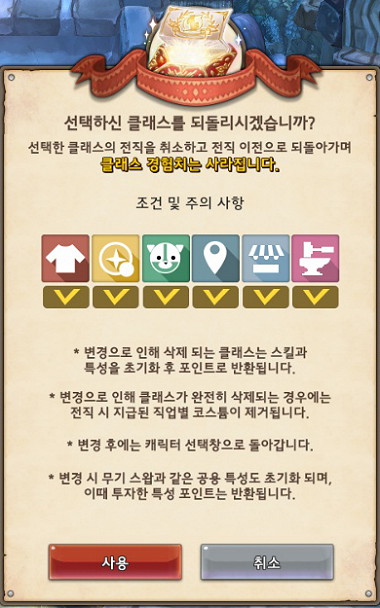 선택하신 클래스를 되돌리시겠습니까?
선택한 클래스의 전직을 취소하고 전직 이전으로 되돌아가며
클래스 경험치는 사라집니다.
조건 및 주의 사항
* 변경으로 인해 삭제 되는 클래스는 스킬과
특성을 초기화 후 포인트로 반환됩니다.
* 변경으로 인해 클래스가 완전히 삭제되는 경우에는
전직 시 지급된 직업별 코스튬이 제거됩니다.
* 변경 후에는 캐릭터 선택창으로 돌아갑니다.
* 변경 시 무기 스왑과 같은 공용 특성도 초기화 되며,
이때 투자한 특성 포인트는 반환됩니다.
사용
취소